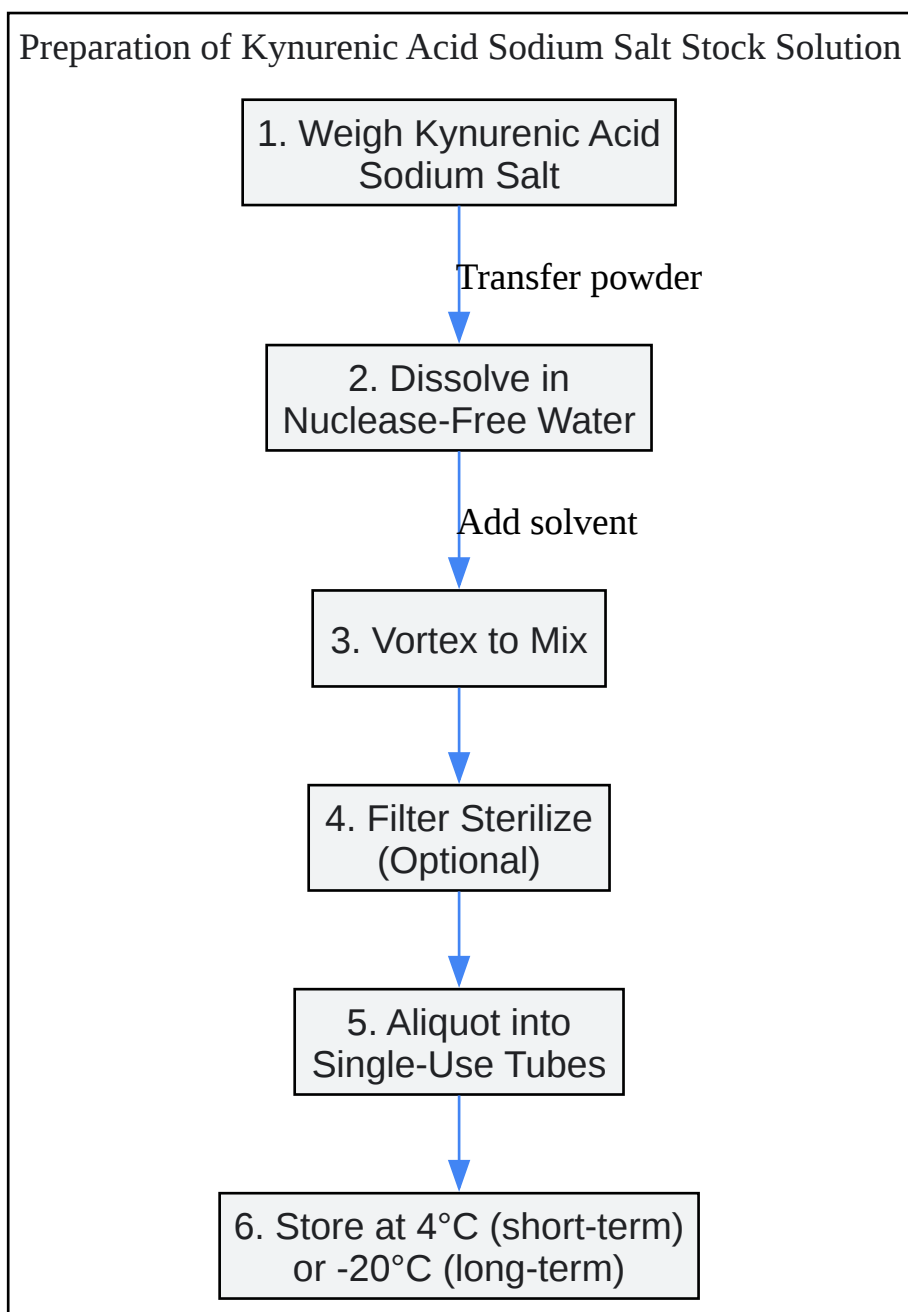 Preparation of Kynurenic Acid Sodium Salt Stock Solution
1. Weigh Kynurenic Acid
Sodium Salt
Transfer powder
2. Dissolve in
Nuclease-Free Water
Add solvent
3. Vortex to Mix
4. Filter Sterilize
(Optional)
5. Aliquot into
Single-Use Tubes
6. Store at 4°C (short-term)
or -20°C (long-term)